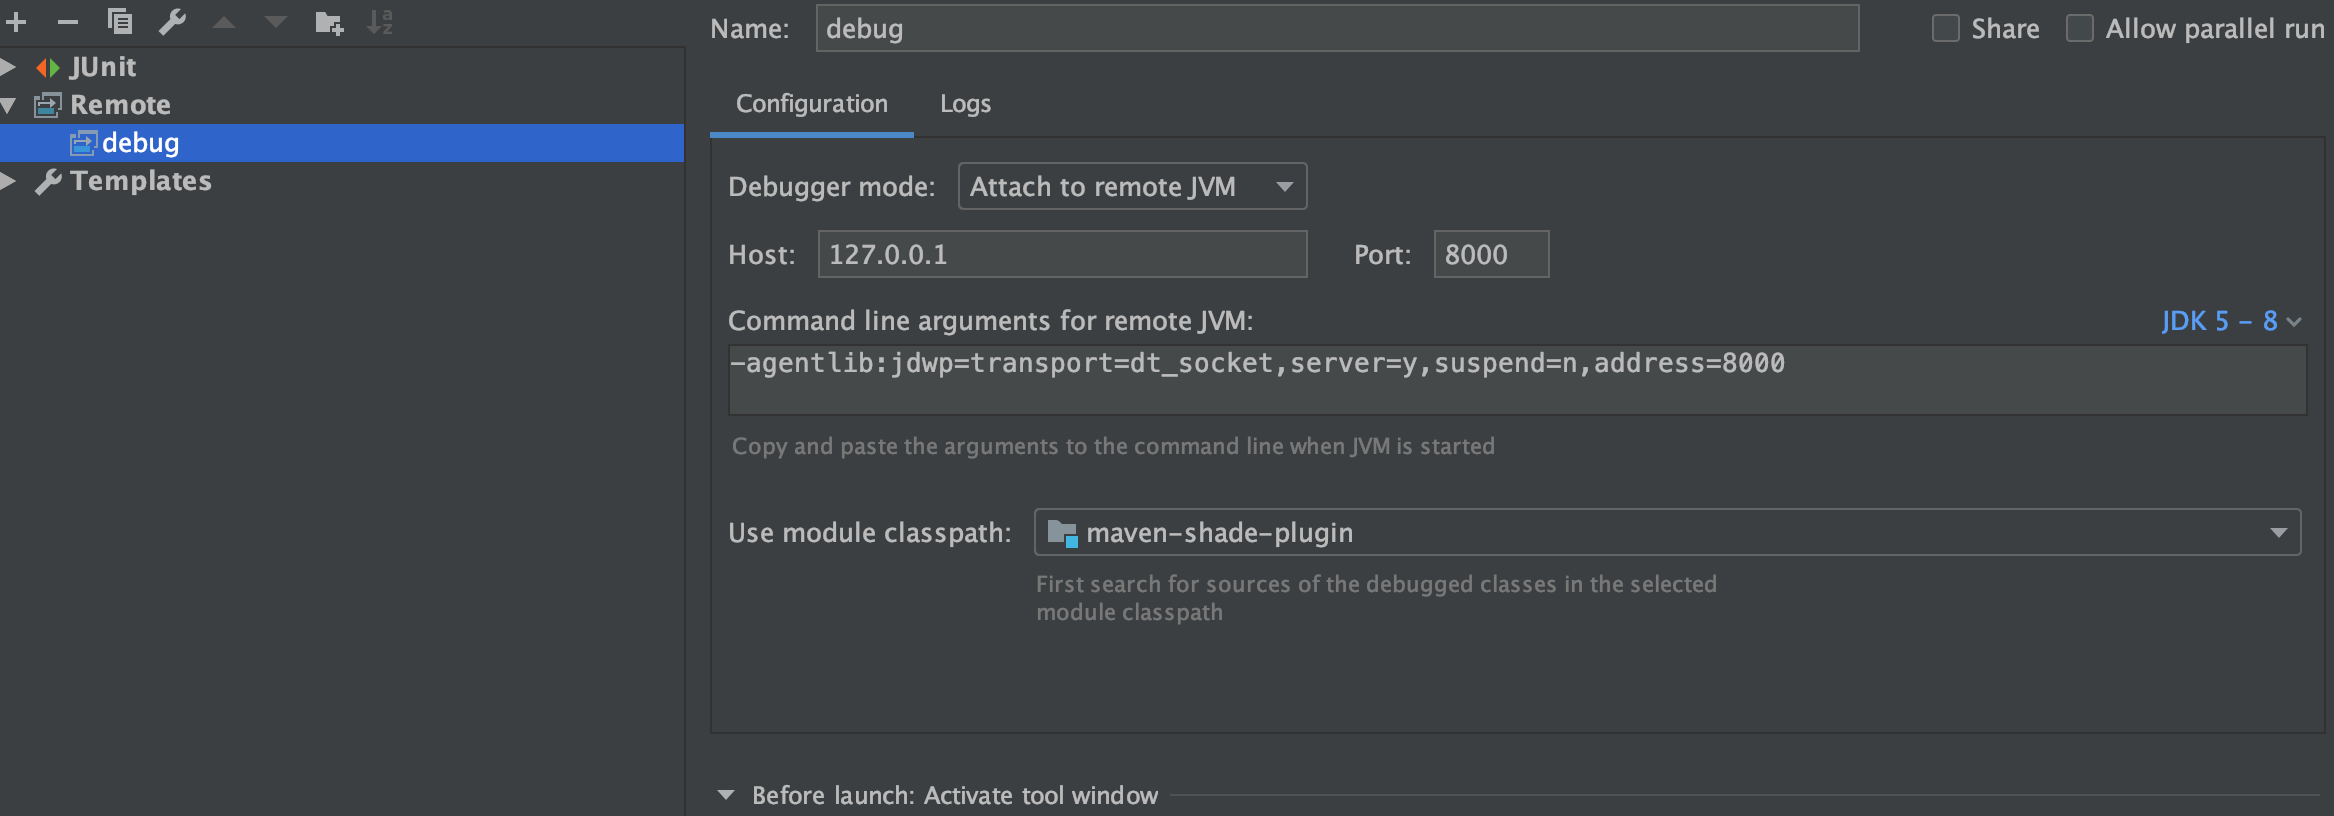 JUnit
Remote
debug
Templates
Name: debug
Share
Allow parallel run
Configuration
Logs
Debugger mode: Attach to remote JVM
Host: 127.0.0.1
Port: 8000
Command line arguments for remote JVM:
JDK 5 – 8
-agentlib:jdwp=transport=dt_socket,server=y,suspend=n,address=8000
Copy and paste the arguments to the command line when JVM is started
Use module classpath: maven-shade-plugin
First search for sources of the debugged classes in the selected
module classpath
Before launch: Activate tool window